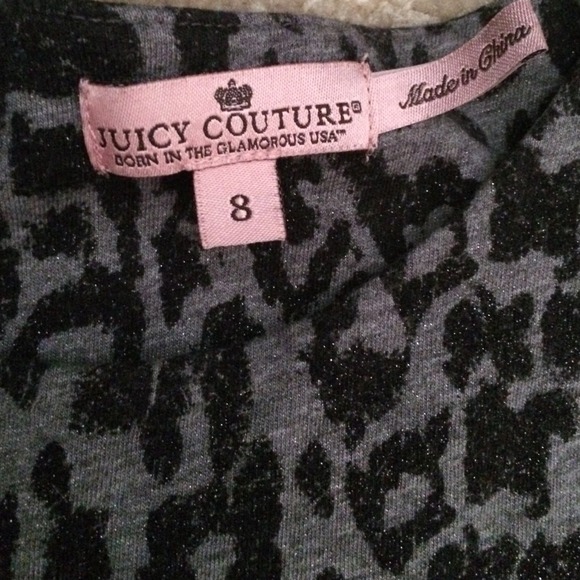 JUICY COUTURE®
BORN IN THE GLAMOROUS USA™
Made in China
8